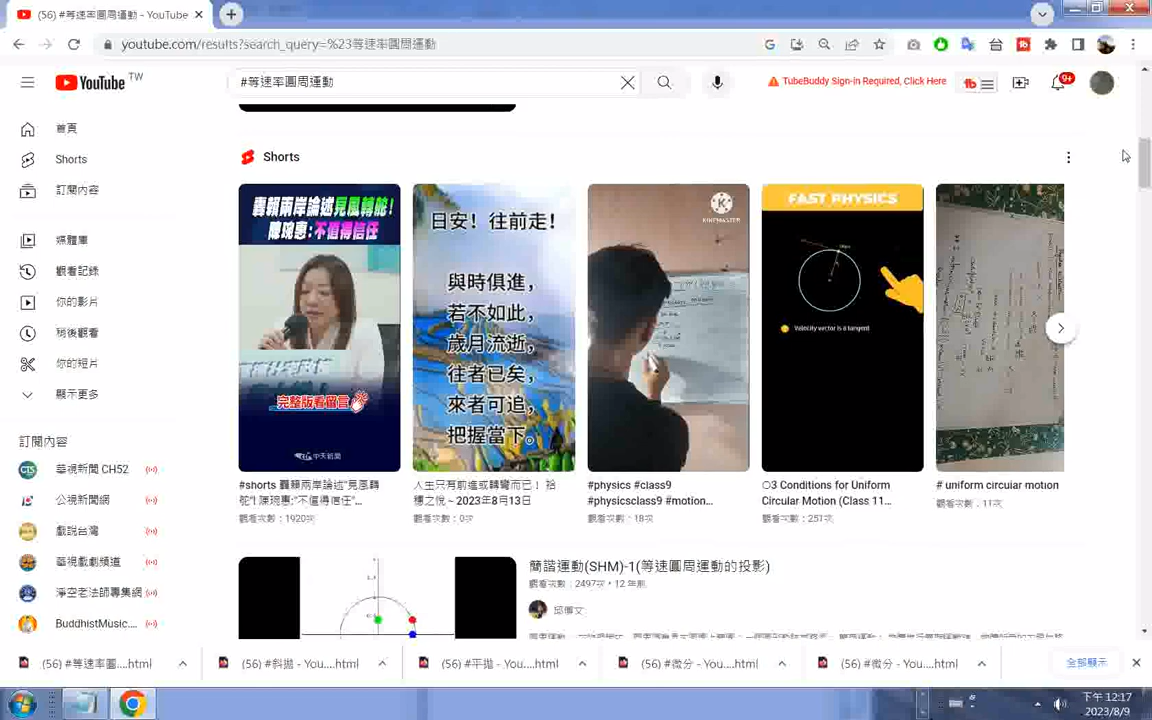 (56) #等速率圓周運動 - YouTube
youtube.com/results?search_query=%23等速率圓周運動
YouTube TW
#等速率圓周運動
TubeBuddy Sign-in Required, Click Here
9+
首頁
Shorts
訂閱內容
媒體庫
觀看記錄
你的影片
稍後觀看
你的短片
顯示更多
訂閱內容
華視新聞 CH52
公視新聞網
戲說台灣
華視戲劇頻道
淨空老法師專集網
BuddhistMusic....
Shorts
轟賴兩岸論述見風轉舵!
陳琬惠:不值得信任
完整版看留言
中天新聞
#shorts 轟賴兩岸論述"見風轉
舵"! 陳琬惠:"不值得信任"...
觀看次數:1920次
日安!往前走!
與時俱進,
若不如此,
歲月流逝,
往者已矣,
來者可追,
把握當下。
人生只有前進或轉彎而已!
穗之悅 ~ 2023年8月13日
觀看次數:0次
KINEMASTER
#physics #class9
#physicsclass9 #motion...
觀看次數:18次
FAST PHYSICS
Velocity vector is a tangent
3 Conditions for Uniform
Circular Motion (Class 11...
觀看次數:251次
# uniform circular motion
觀看次數:11次
簡諧運動(SHM)-1(等速圓周運動的投影)
觀看次數:2497次・12 年前
邱博文
(56) #等速率圓....html
(56) #斜拋 - You....html
(56) #平拋 - You....html
(56) #微分 - You....html
(56) #微分 - You....html
全部顯示
下午 12:17
2023/8/9